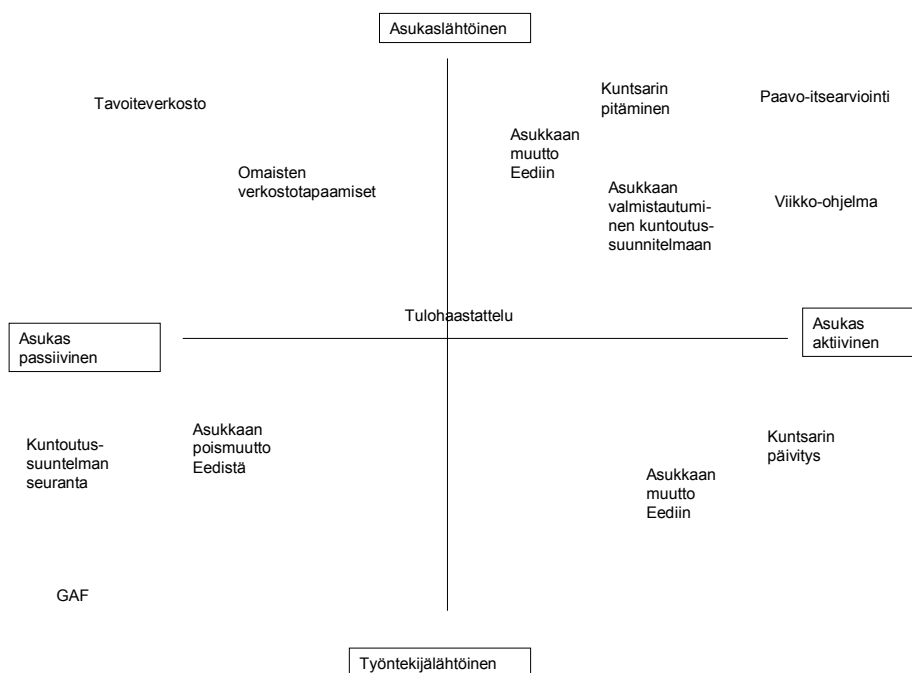 Asukaslähtöinen
Tavoiteverkosto
Kuntsarin
pitäminen
Paavo-itsearviointi
Asukkaan
muutto
Eediin
Omaisten
verkostotapaamiset
Asukkaan
valmistautumi-
nen kuntoutus-
suunnitelmaan
Viikko-ohjelma
Tulohaastattelu
Asukas
passiivinen
Asukas
aktiivinen
Kuntoutus-
suuntelman
seuranta
Asukkaan
poismuutto
Eedistä
Kuntsarin
päivitys
Asukkaan
muutto
Eediin
GAF
Työntekijälähtöinen